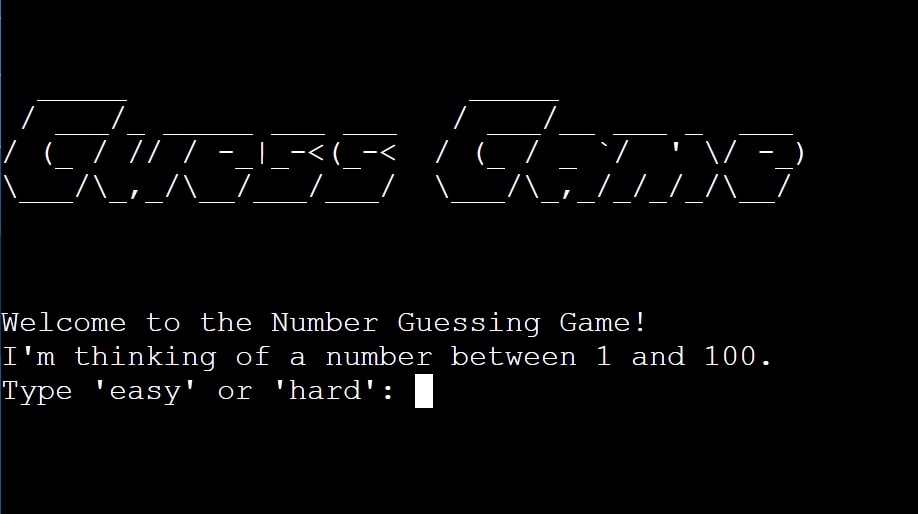 Guess Game
Welcome to the Number Guessing Game!
I'm thinking of a number between 1 and 100.
Type 'easy' or 'hard':